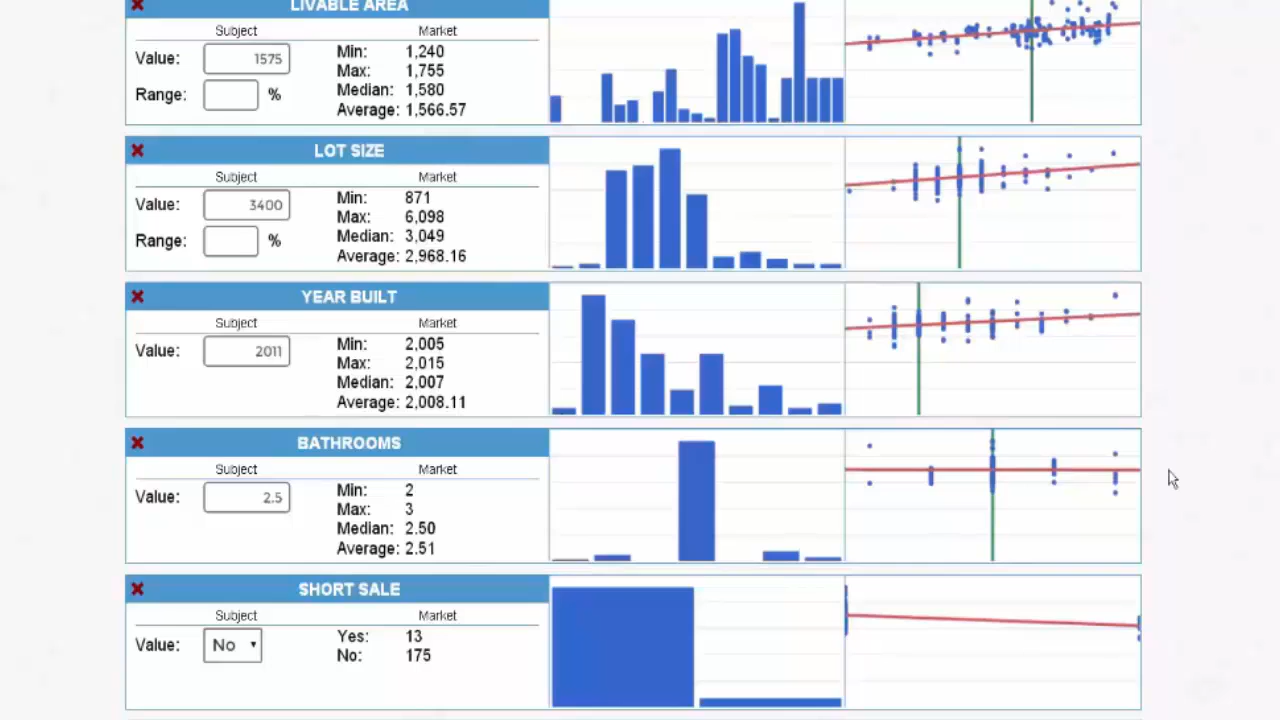 LIVABLE AREA
Subject Market
Value: 1575 Min: 1,240
Max: 1,755
Range: % Median: 1,580
Average: 1,566.57
LOT SIZE
Subject Market
Value: 3400 Min: 871
Max: 6,098
Range: % Median: 3,049
Average: 2,968.16
YEAR BUILT
Subject Market
Value: 2011 Min: 2,005
Max: 2,015
Median: 2,007
Average: 2,008.11
BATHROOMS
Subject Market
Value: 2.5 Min: 2
Max: 3
Median: 2.50
Average: 2.51
SHORT SALE
Subject Market
Value: No Yes: 13
No: 175